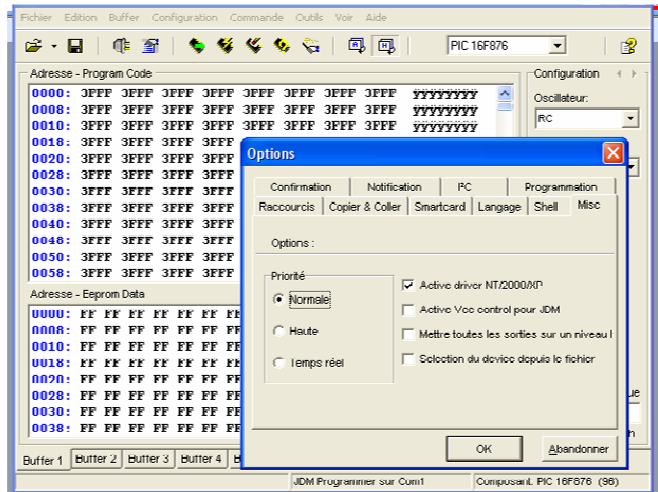 Fichier Edition Buffer Configuration Commande Outils Voir Aide
PIC 16F876
Adresse - Program Code
Configuration
0000: 3FFF 3FFF 3FFF 3FFF 3FFF 3FFF 3FFF 3FFF ÿÿÿÿÿÿÿÿ
Oscillateur:
0008: 3FFF 3FFF 3FFF 3FFF 3FFF 3FFF 3FFF 3FFF ÿÿÿÿÿÿÿÿ
RC
0010: 3FFF 3FFF 3FFF 3FFF 3FFF 3FFF 3FFF 3FFF ÿÿÿÿÿÿÿÿ
0018: 3FFF 3FFF 3FFF 3FFF
0020: 3FFF 3FFF 3FFF 3FFF
0028: 3FFF 3FFF 3FFF 3FFF
0030: 3FFF 3FFF 3FFF 3FFF
0038: 3FFF 3FFF 3FFF 3FFF
0040: 3FFF 3FFF 3FFF 3FFF
0048: 3FFF 3FFF 3FFF 3FFF
0050: 3FFF 3FFF 3FFF 3FFF
0058: 3FFF 3FFF 3FFF 3FFF
Adresse - Eeprom Data
0000: FF FF FF FF FF FF FF
0008: FF FF FF FF FF FF FF
0010: FF FF FF FF FF FF FF
0018: FF FF FF FF FF FF FF
0020: FF FF FF FF FF FF FF
0028: FF FF FF FF FF FF FF
0030: FF FF FF FF FF FF FF
0038: FF FF FF FF FF FF FF
Buffer 1 Buffer 2 Buffer 3 Buffer 4
JDM Programmer sur Com1
Composant. PIC 16F876 (96)
Options
Confirmation Notification I²C Programmation
Raccourcis Copier & Coller Smartcard Langage Shell Misc
Options :
Priorité
Normale
Haute
Temps réel
Active driver NT/2000/XP
Active Vcc control pour JDM
Mettre toutes les sorties sur un niveau
Selection du device depuis le fichier
OK
Abandonner